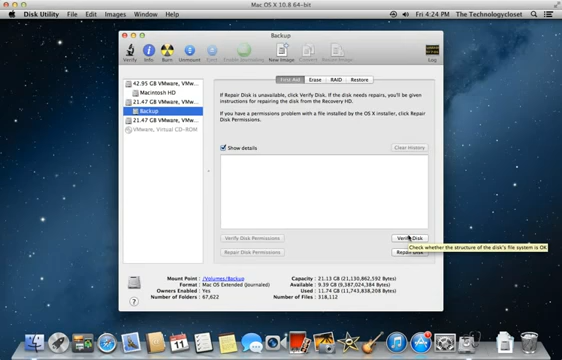 Mac OS X 10.8 64-bit
Disk Utility File Edit Images Window Help
Fri 4:24 PM The Technologycloset
Backup
Verify Info Burn Unmount Eject Enable Journaling New Image Convert Resize Image Log
42.95 GB VMware, VMw...
Macintosh HD
21.47 GB VMware, VMw...
Backup
21.47 GB VMware, VMw...
VMware, Virtual CD-ROM
First Aid Erase RAID Restore
If Repair Disk is unavailable, click Verify Disk. If the disk needs repairs, you'll be given
instructions for repairing the disk from the Recovery HD.
If you have a permissions problem with a file installed by the OS X installer, click Repair
Disk Permissions.
Show details
Clear History
Verify Disk Permissions Verify Disk
Check whether the structure of the disk's file system is OK
Repair Disk Permissions Repair Disk
Mount Point : /Volumes/Backup
Format : Mac OS Extended (Journaled)
Owners Enabled : Yes
Number of Folders : 67,622
Capacity : 21.13 GB (21,130,862,592 Bytes)
Available : 9.39 GB (9,387,024,384 Bytes)
Used : 11.74 GB (11,743,838,208 Bytes)
Number of Files : 318,112